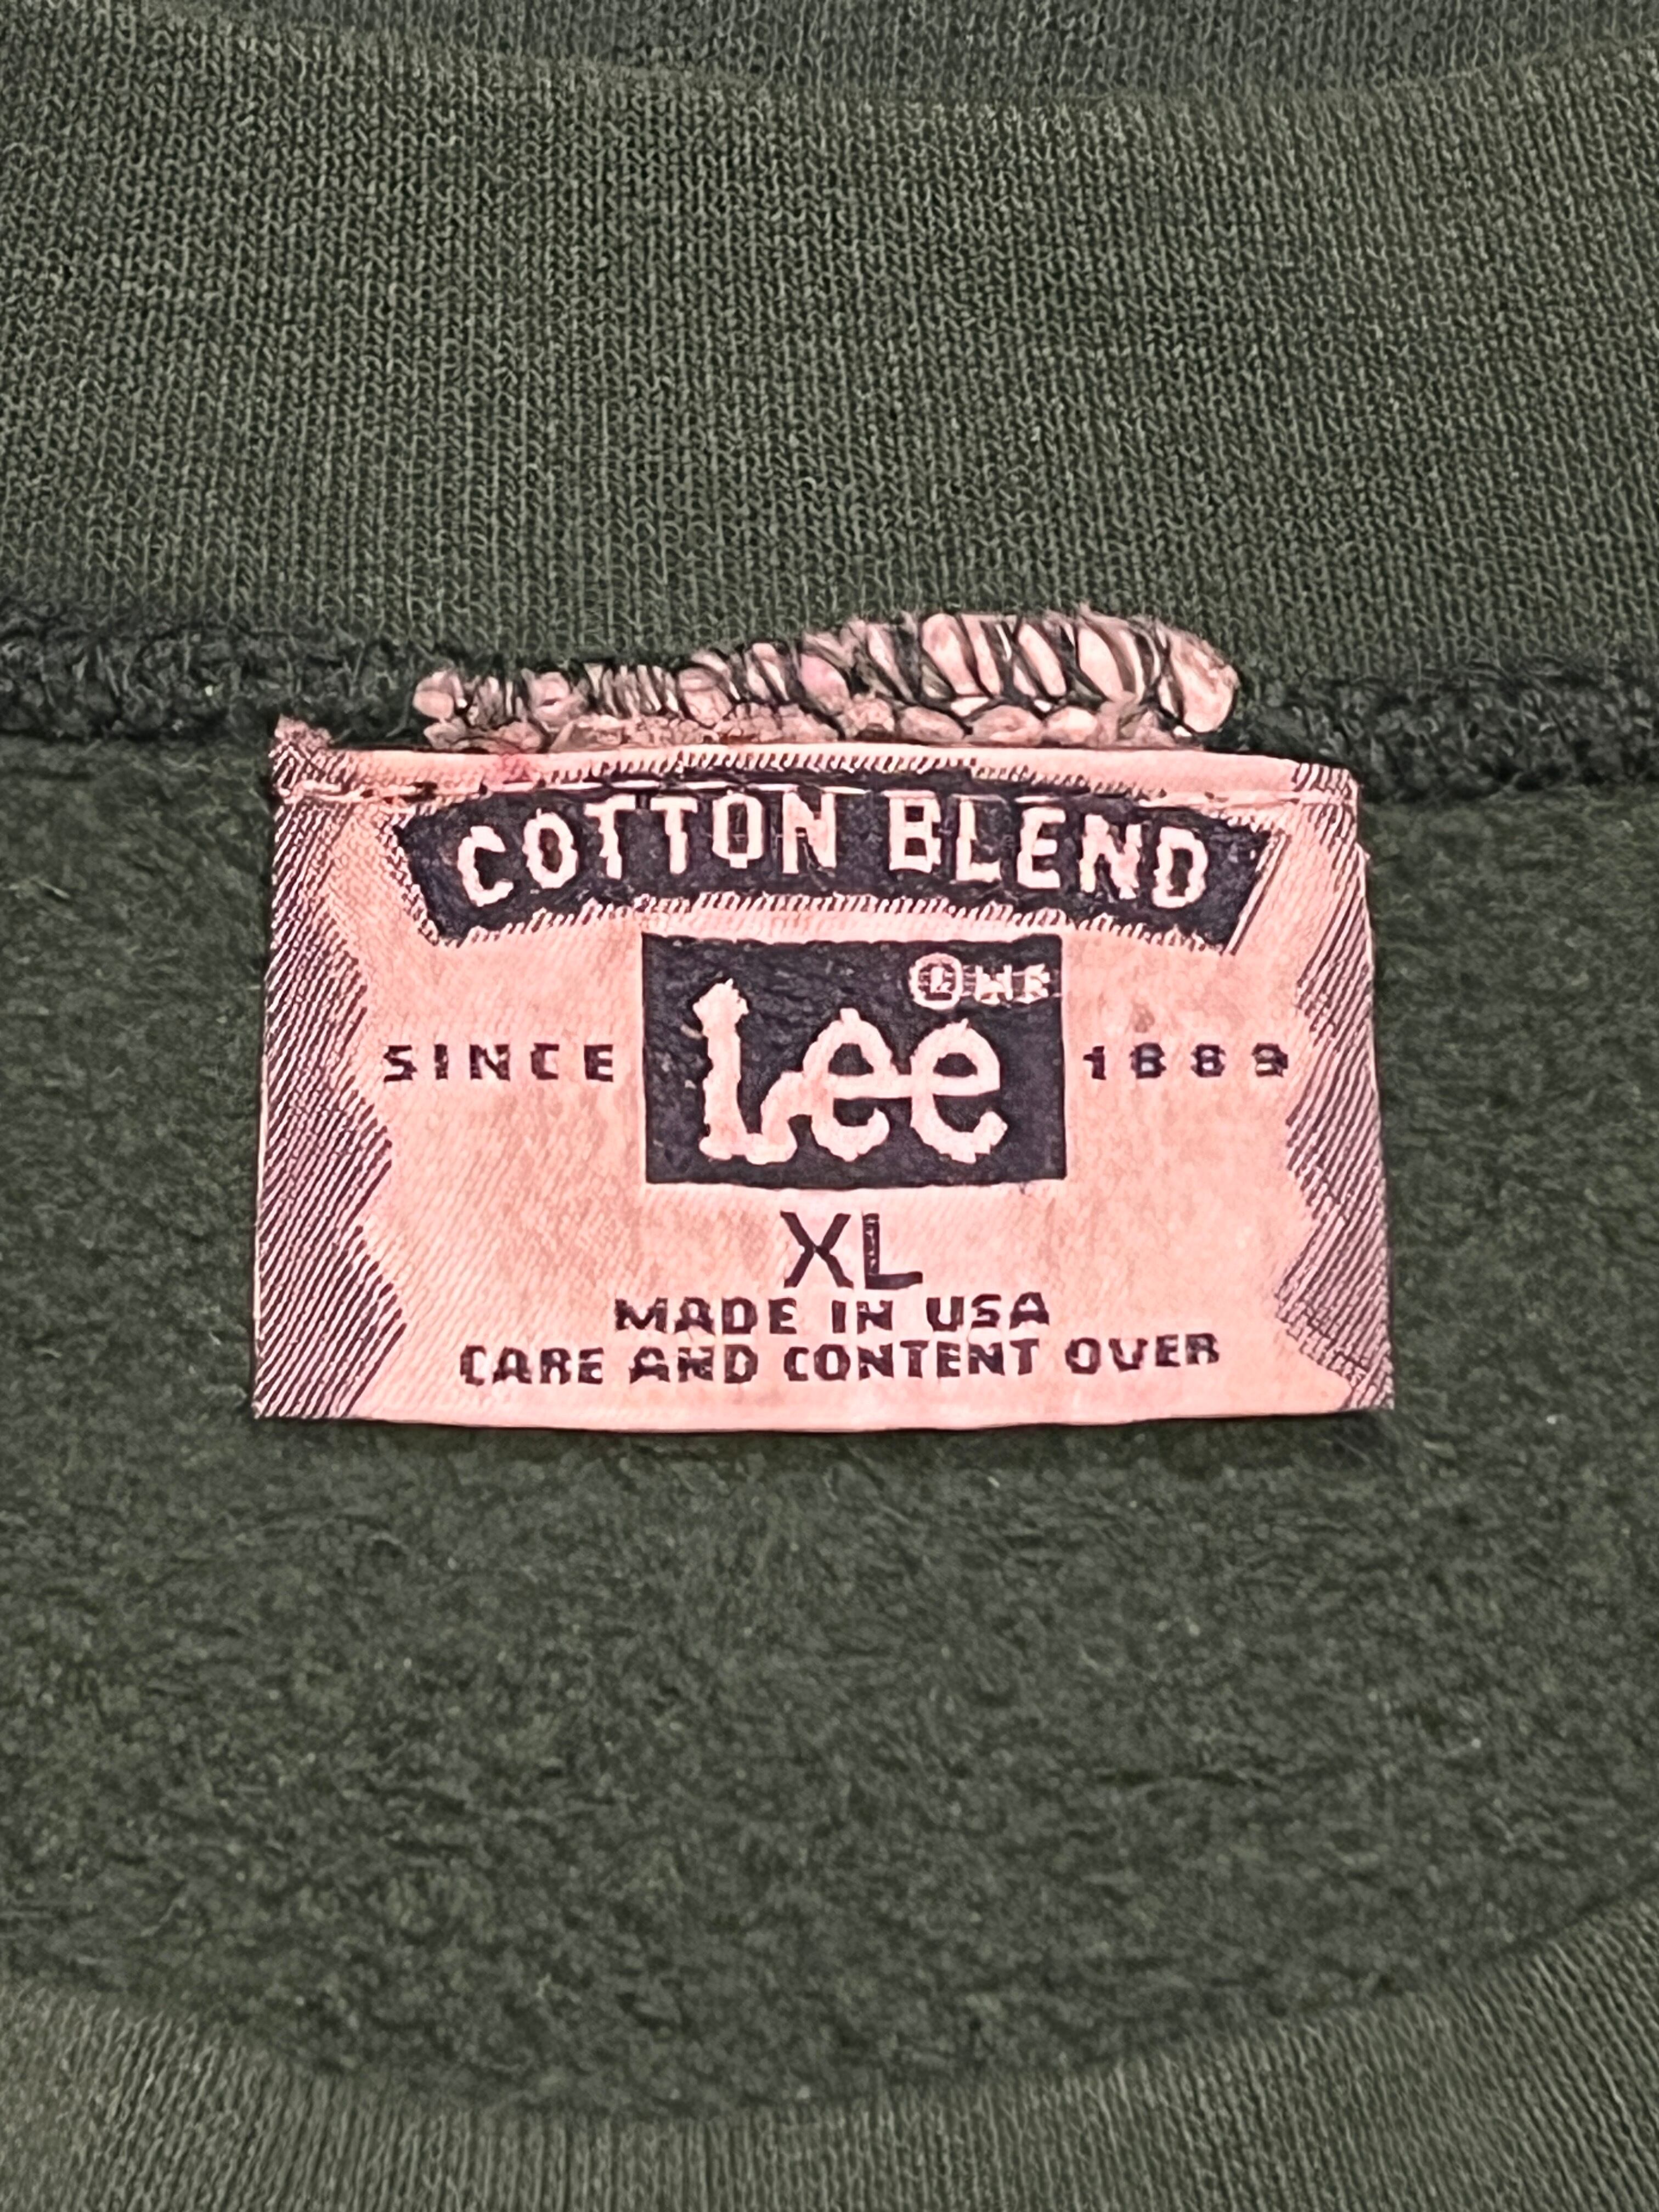 COTTON BLEND
Lee
SINCE 1889
XL
MADE IN USA
CARE AND CONTENT OVER